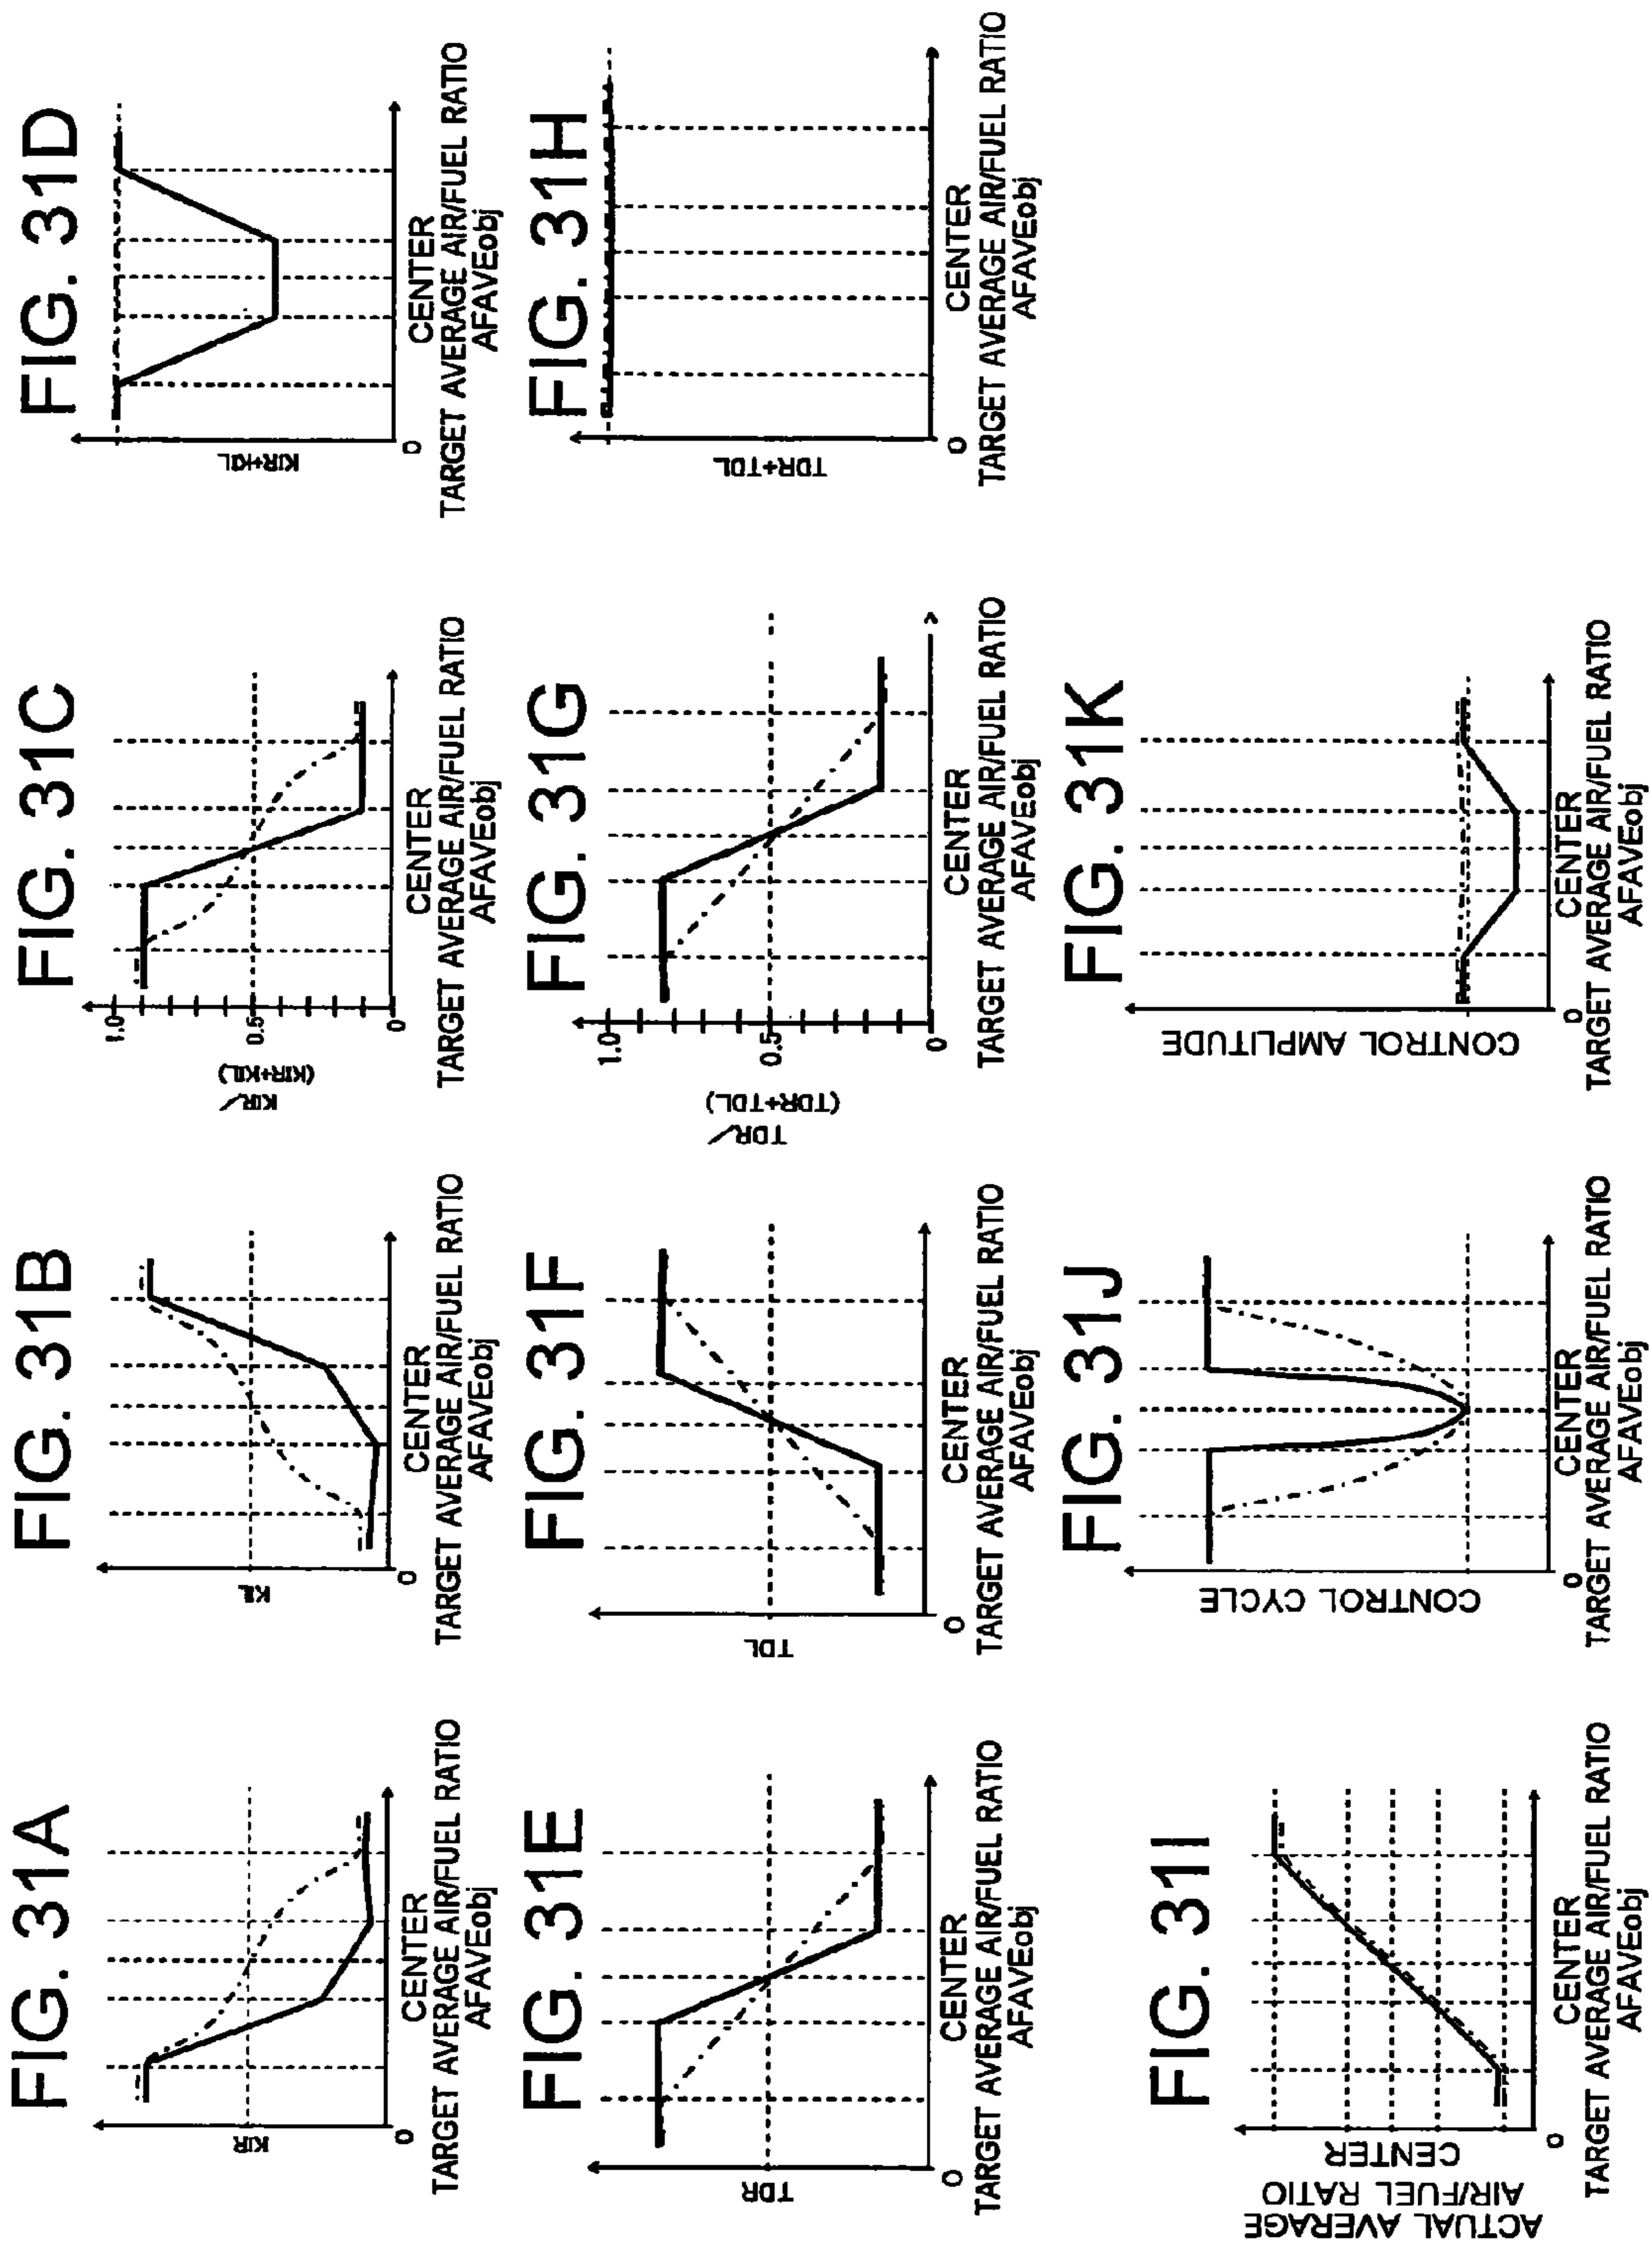 FIG. 31A
KIR
0
CENTER
TARGET AVERAGE AIR/FUEL RATIO
AFAVEobj
FIG. 31B
KIL
0
CENTER
TARGET AVERAGE AIR/FUEL RATIO
AFAVEobj
FIG. 31C
KIR/
(KIR+KIL)
1.0
0.5
0
CENTER
TARGET AVERAGE AIR/FUEL RATIO
AFAVEobj
FIG. 31D
KIR+KIL
0
CENTER
TARGET AVERAGE AIR/FUEL RATIO
AFAVEobj
FIG. 31E
TDR
0
CENTER
TARGET AVERAGE AIR/FUEL RATIO
AFAVEobj
FIG. 31F
TDL
0
CENTER
TARGET AVERAGE AIR/FUEL RATIO
AFAVEobj
FIG. 31G
TDR/
(TDR+TDL)
1.0
0.5
0
CENTER
TARGET AVERAGE AIR/FUEL RATIO
AFAVEobj
FIG. 31H
TDR+TDL
0
CENTER
TARGET AVERAGE AIR/FUEL RATIO
AFAVEobj
FIG. 31I
ACTUAL AVERAGE
AIR/FUEL RATIO
CENTER
0
CENTER
TARGET AVERAGE AIR/FUEL RATIO
AFAVEobj
FIG. 31J
CONTROL CYCLE
0
CENTER
TARGET AVERAGE AIR/FUEL RATIO
AFAVEobj
FIG. 31K
CONTROL AMPLITUDE
0
CENTER
TARGET AVERAGE AIR/FUEL RATIO
AFAVEobj